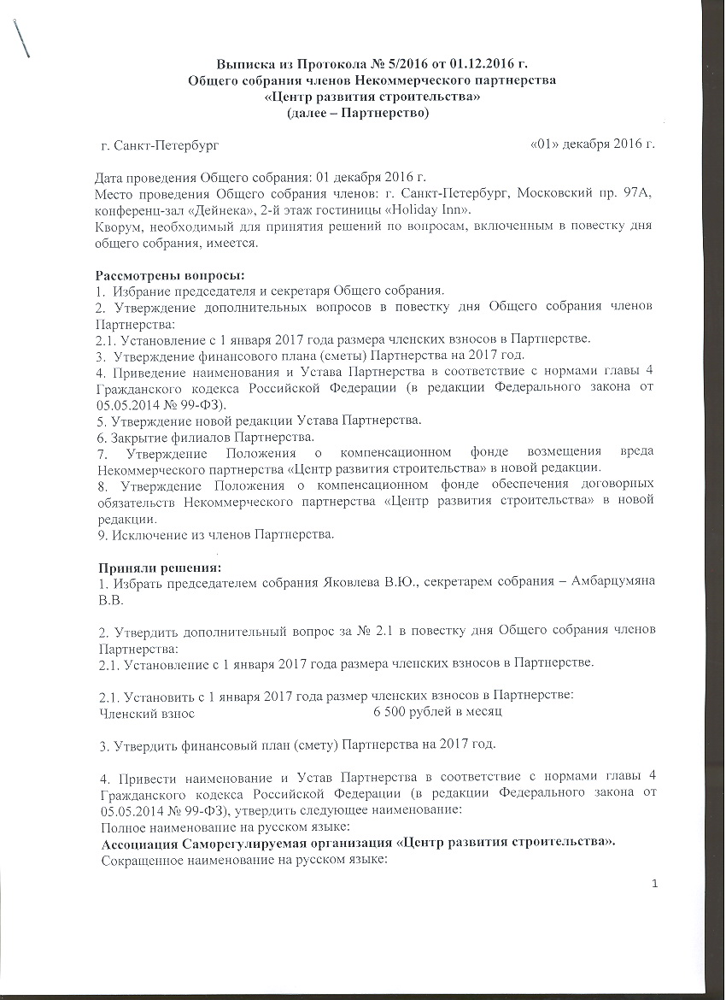 Выписка из Протокола № 5/2016 от 01.12.2016 г.
Общего собрания членов Некоммерческого партнерства
«Центр развития строительства»
(далее – Партнерство)
г. Санкт-Петербург «01» декабря 2016 г.
Дата проведения Общего собрания: 01 декабря 2016 г.
Место проведения Общего собрания членов: г. Санкт-Петербург, Московский пр. 97А,
конференц-зал «Дейнека», 2-й этаж гостиницы «Holiday Inn».
Кворум, необходимый для принятия решений по вопросам, включенным в повестку дня
общего собрания, имеется.
Рассмотрены вопросы:
1. Избрание председателя и секретаря Общего собрания.
2. Утверждение дополнительных вопросов в повестку дня Общего собрания членов
Партнерства:
2.1. Установление с 1 января 2017 года размера членских взносов в Партнерстве.
3. Утверждение финансового плана (сметы) Партнерства на 2017 год.
4. Приведение наименования и Устава Партнерства в соответствие с нормами главы 4
Гражданского кодекса Российской Федерации (в редакции Федерального закона от
05.05.2014 № 99-ФЗ).
5. Утверждение новой редакции Устава Партнерства.
6. Закрытие филиалов Партнерства.
7. Утверждение Положения о компенсационном фонде возмещения вреда
Некоммерческого партнерства «Центр развития строительства» в новой редакции.
8. Утверждение Положения о компенсационном фонде обеспечения договорных
обязательств Некоммерческого партнерства «Центр развития строительства» в новой
редакции.
9. Исключение из членов Партнерства.
Приняли решения:
1. Избрать председателем собрания Яковлева В.Ю., секретарем собрания – Амбарцумяна
В.В.
2. Утвердить дополнительный вопрос за № 2.1 в повестку дня Общего собрания членов
Партнерства:
2.1. Установление с 1 января 2017 года размера членских взносов в Партнерстве.
2.1. Установить с 1 января 2017 года размер членских взносов в Партнерстве:
Членский взнос 6 500 рублей в месяц
3. Утвердить финансовый план (смету) Партнерства на 2017 год.
4. Привести наименование и Устав Партнерства в соответствие с нормами главы 4
Гражданского кодекса Российской Федерации (в редакции Федерального закона от
05.05.2014 № 99-ФЗ), утвердить следующее наименование:
Полное наименование на русском языке:
Ассоциация Саморегулируемая организация «Центр развития строительства».
Сокращенное наименование на русском языке:
1